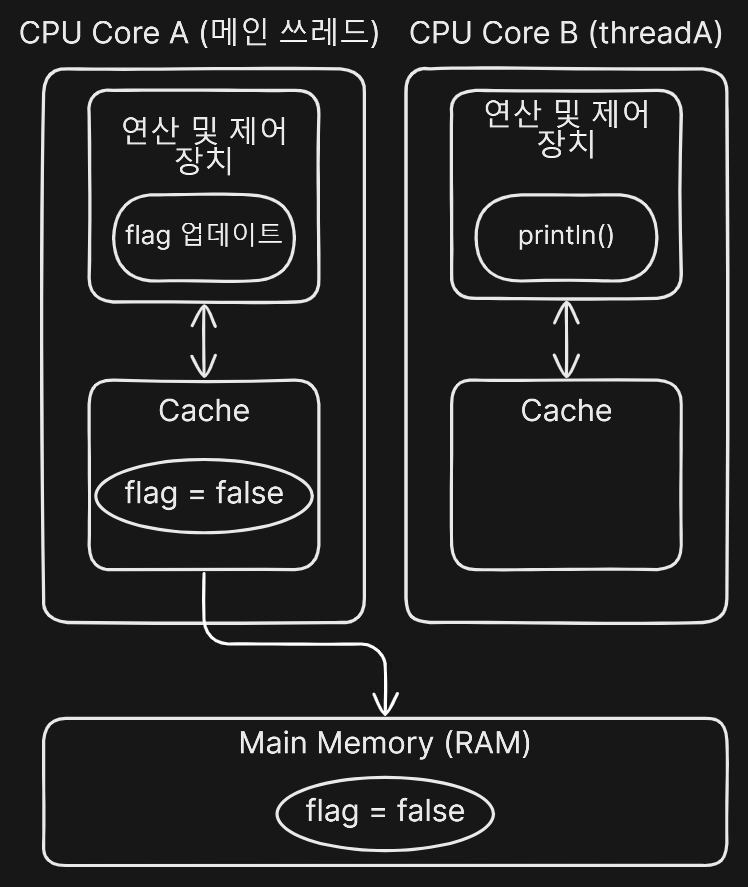 CPU Core A (메인 쓰레드)
CPU Core B (threadA)
연산 및 제어
장치
flag 업데이트
연산 및 제어
장치
println()
Cache
flag = false
Cache
Main Memory (RAM)
flag = false